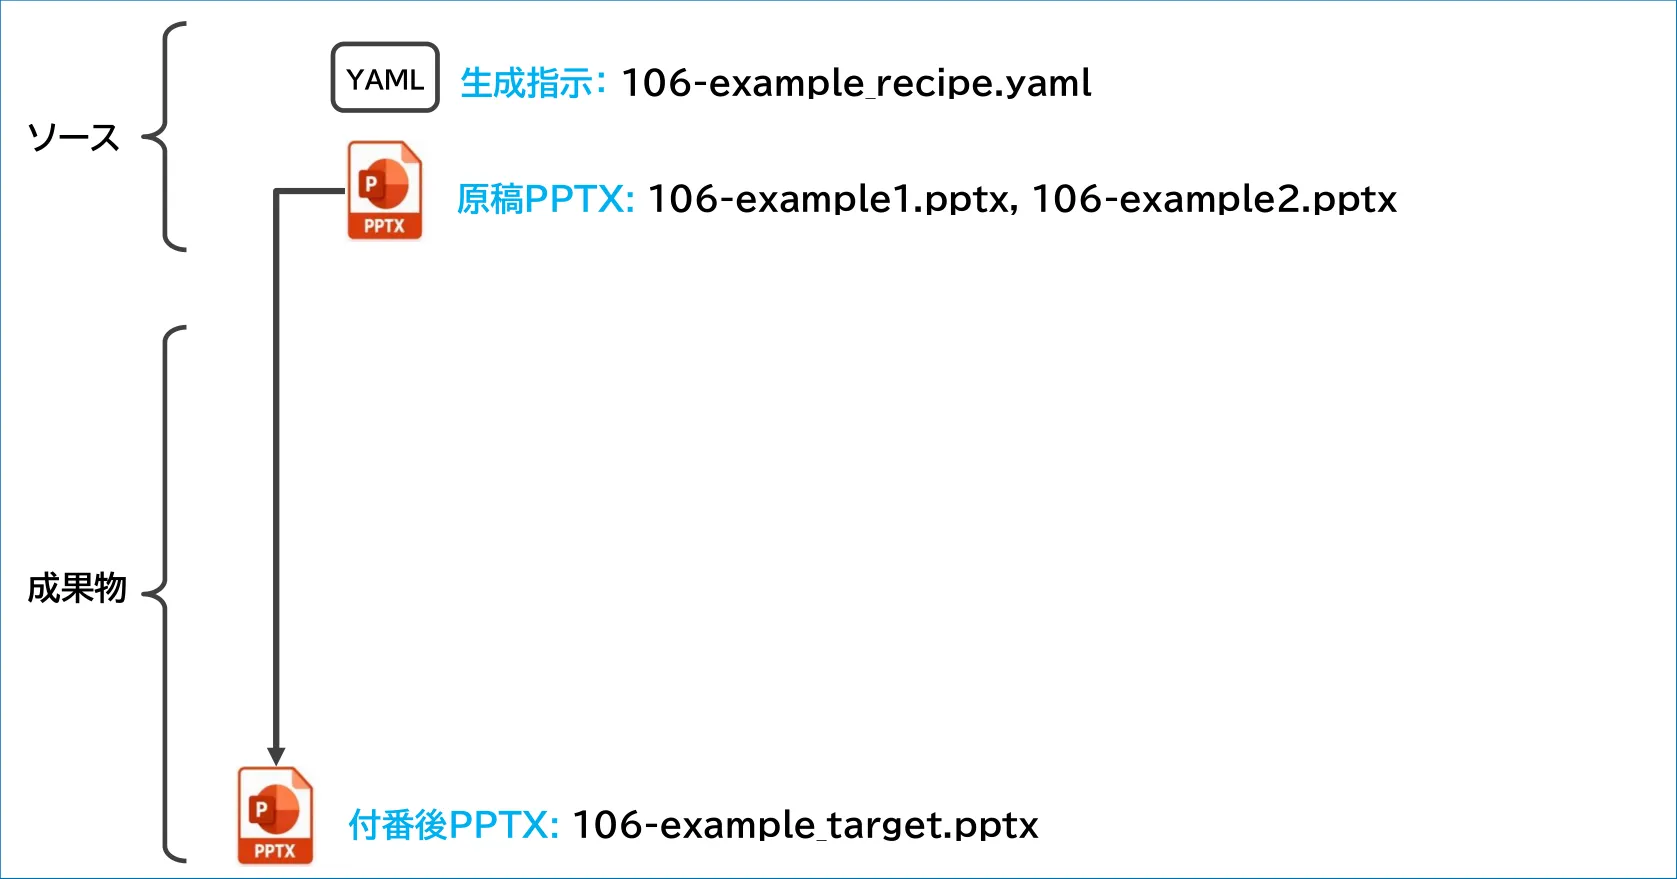 YAML
生成指示： 106-example_recipe.yaml
ソース
P
PPTX
原稿PPTX: 106-example1.pptx, 106-example2.pptx
成果物
P
PPTX
付番後PPTX: 106-example_target.pptx